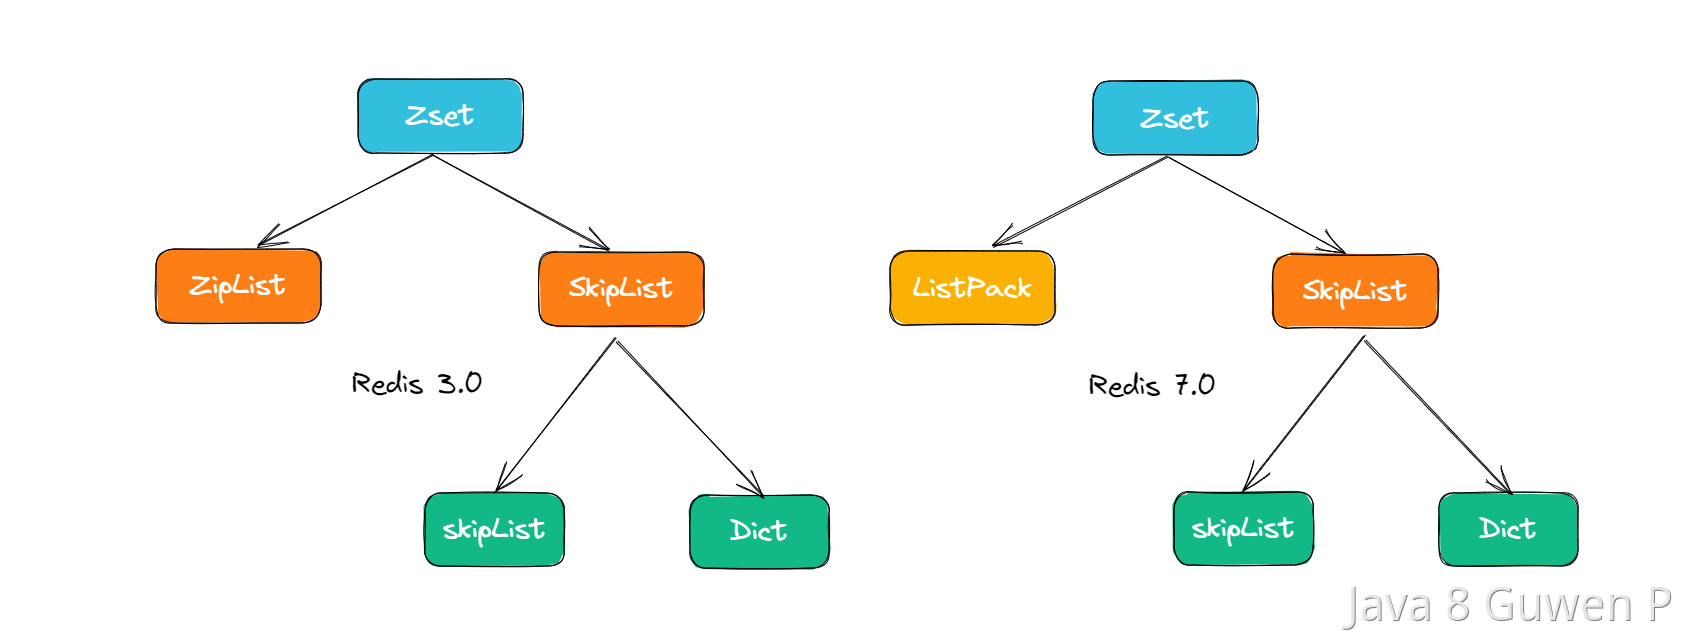 Zset
ZipList
SkipList
Redis 3.0
skipList
Dict
Zset
ListPack
SkipList
Redis 7.0
skipList
Dict
Java 8 Guwen P